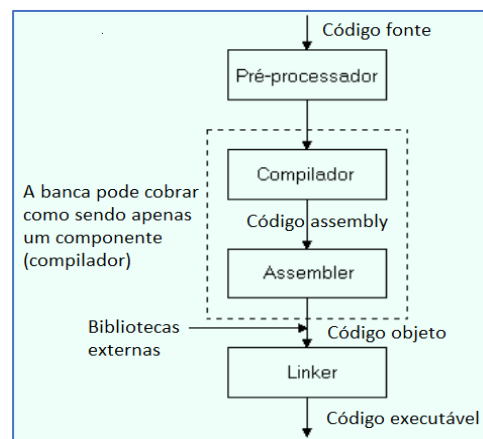 Código fonte
Pré-processador
Compilador
A banca pode cobrar
como sendo apenas
um componente
(compilador)
Código assembly
Assembler
Bibliotecas
externas
Código objeto
Linker
Código executável